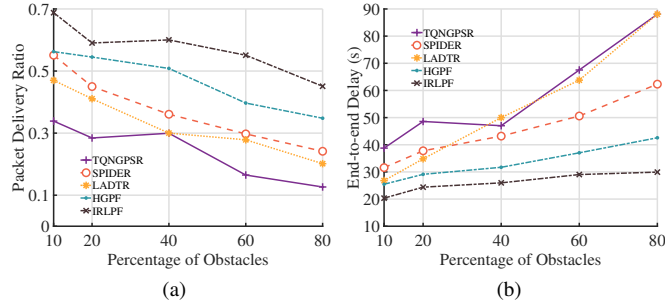 Packet Delivery Ratio
0.7
0.5
0.3
0.1
0
TQNGPSR
SPIDER
LADTR
HGPF
IRLPF
10 20 40 60 80
Percentage of Obstacles
(a)
End-to-end Delay (s)
90
80
70
60
50
40
30
20
10
TQNGPSR
SPIDER
LADTR
HGPF
IRLPF
10 20 40 60 80
Percentage of Obstacles
(b)